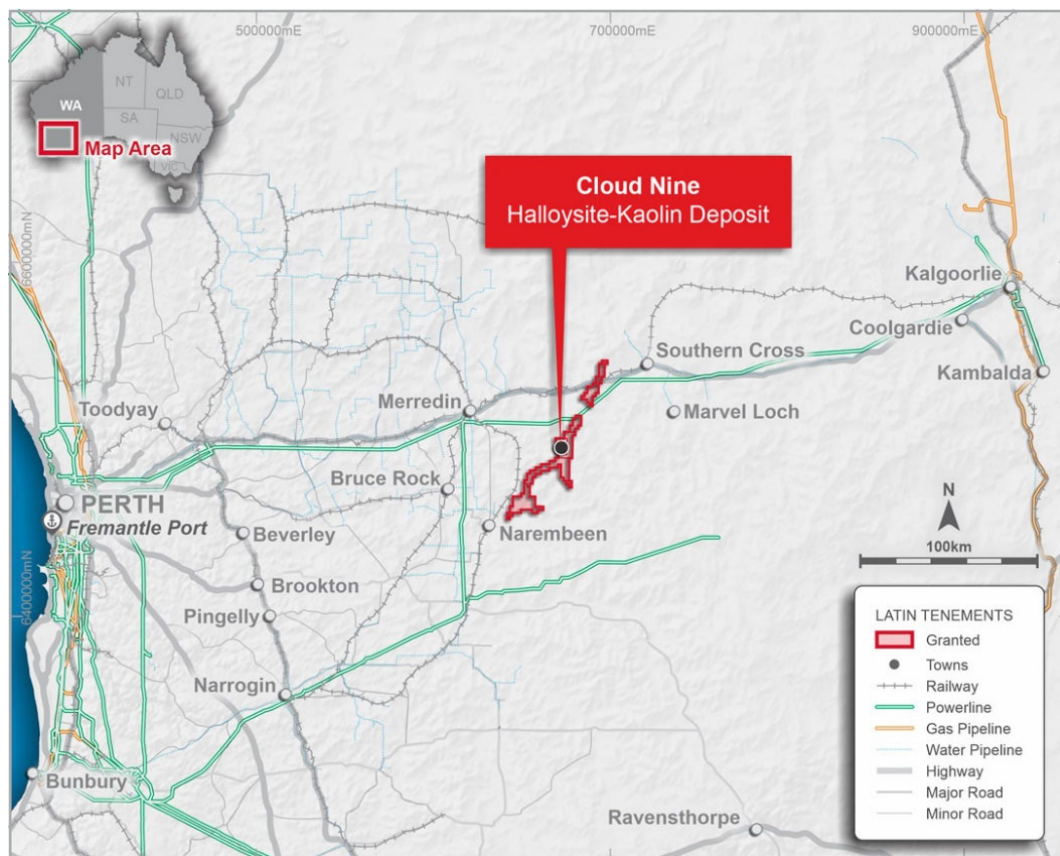 500000mE
700000mE
900000mE
NT
QLD
WA
SA
NSW
VIC
Map Area
Cloud Nine
Halloysite-Kaolin Deposit
6600000mN
Kalgoorlie
Coolgardie
Southern Cross
Kambalda
Toodyay
Merredin
Marvel Loch
Bruce Rock
PERTH
Fremantle Port
Beverley
Narembeen
N
100km
Brookton
6400000mN
Pingelly
Narrogin
Bunbury
Ravensthorpe
LATIN TENEMENTS
Granted
Towns
Railway
Powerline
Gas Pipeline
Water Pipeline
Highway
Major Road
Minor Road